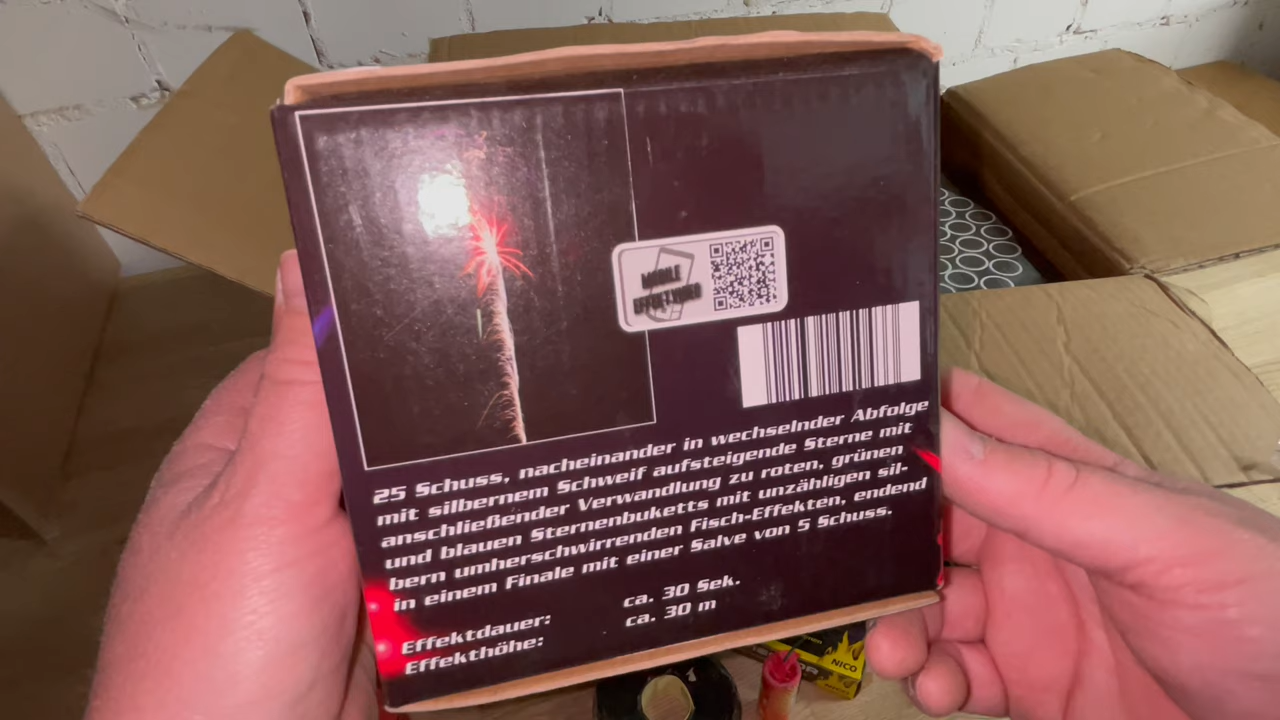 MOBILE
EFFEKTVIDEO
25 Schuss, nacheinander in wechselnder Abfolge
mit silbernem Schweif aufsteigende Sterne mit
anschließender Verwandlung zu roten, grünen
und blauen Sternenbuketts mit unzähligen sil-
bern umherschwirrenden Fisch-Effekten, endend
in einem Finale mit einer Salve von 5 Schuss.
Effektdauer: ca. 30 Sek.
Effekthöhe: ca. 30 m
NICO